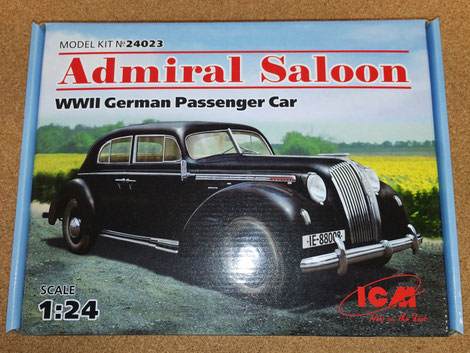 MODEL KIT №24023
Admiral Saloon
WWII German Passenger Car
IE-88008
SCALE
1:24
ICM